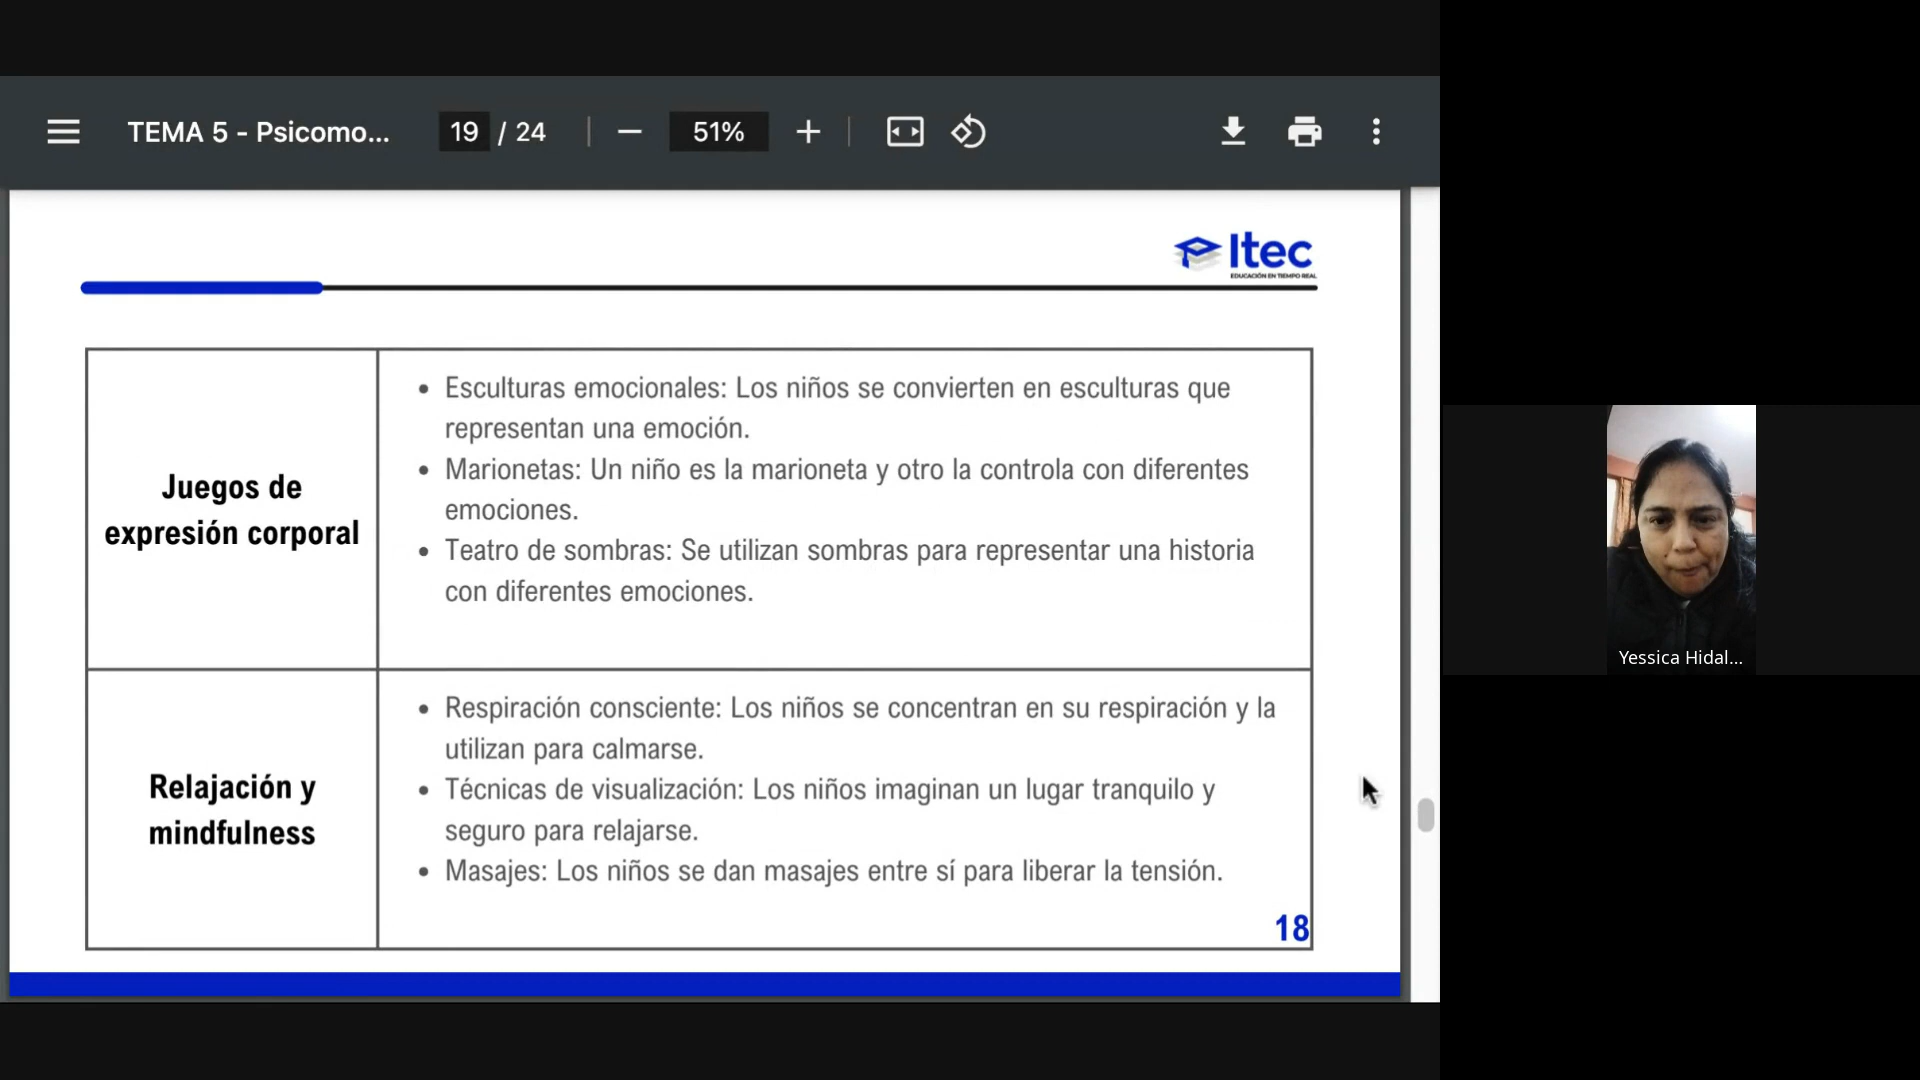 TEMA 5 - Psicomo...
19 / 24
51%
Itec
EDUCACIÓN EN TIEMPO REAL
Juegos de
expresión corporal
• Esculturas emocionales: Los niños se convierten en esculturas que
representan una emoción.
• Marionetas: Un niño es la marioneta y otro la controla con diferentes
emociones.
• Teatro de sombras: Se utilizan sombras para representar una historia
con diferentes emociones.
Relajación y
mindfulness
• Respiración consciente: Los niños se concentran en su respiración y la
utilizan para calmarse.
• Técnicas de visualización: Los niños imaginan un lugar tranquilo y
seguro para relajarse.
• Masajes: Los niños se dan masajes entre sí para liberar la tensión.
18
Yessica Hidal...